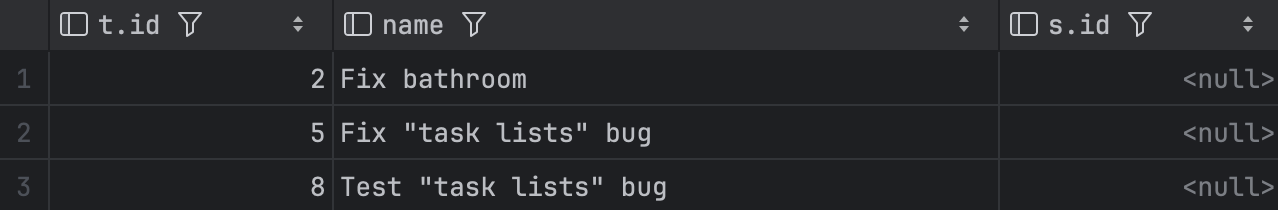 t.id name s.id
1 2 Fix bathroom <null>
2 5 Fix "task lists" bug <null>
3 8 Test "task lists" bug <null>